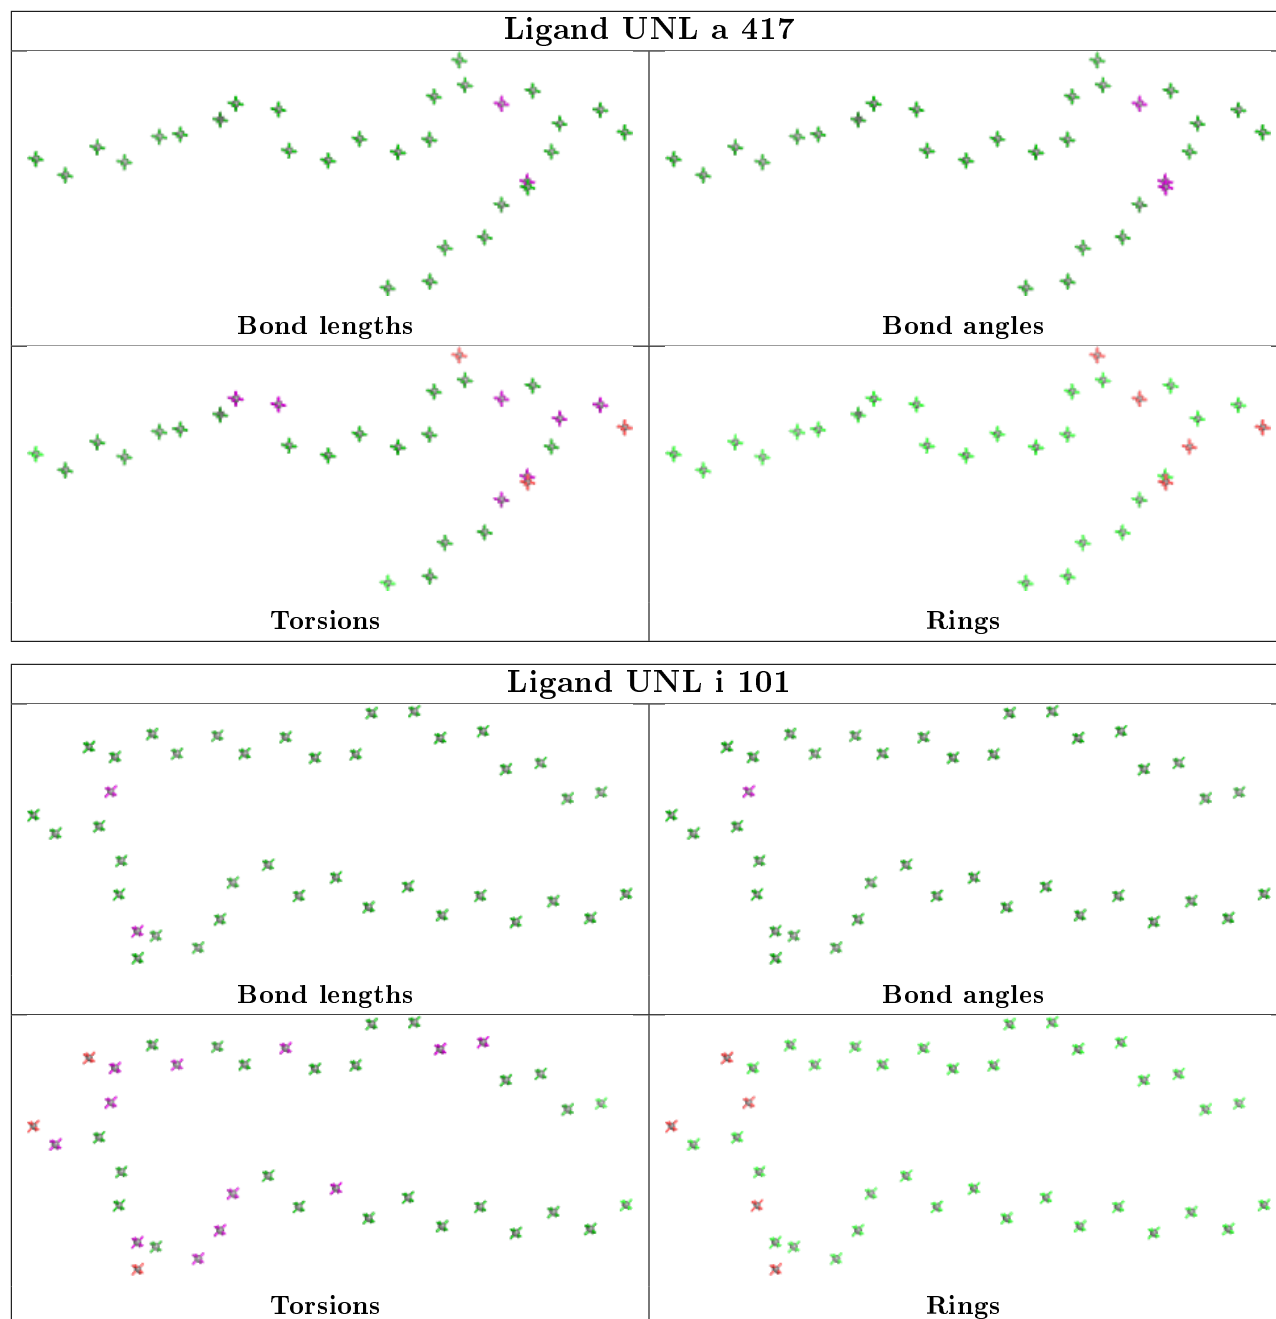 Ligand UNL a 417
Bond lengths
Bond angles
Torsions
Rings
Ligand UNL i 101
Bond lengths
Bond angles
Torsions
Rings